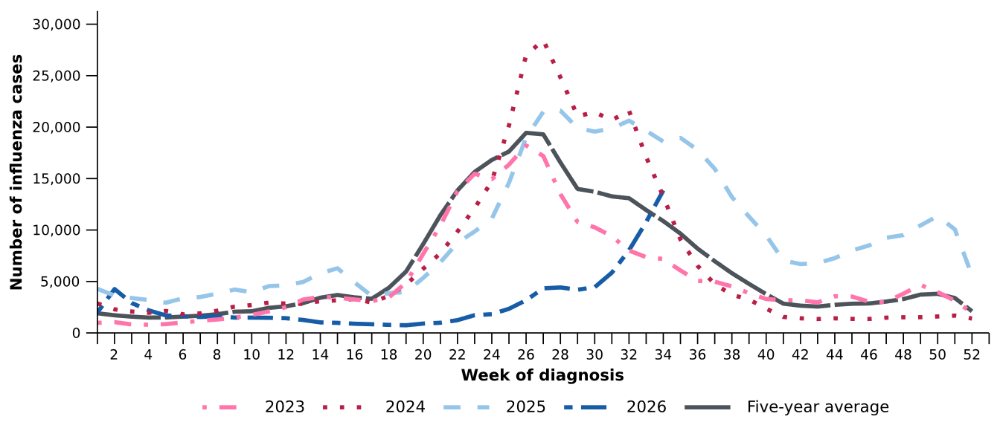 Number of influenza cases
30,000
25,000
20,000
15,000
10,000
5,000
0
2 4 6 8 10 12 14 16 18 20 22 24 26 28 30 32 34 36 38 40 42 44 46 48 50 52
Week of diagnosis
2023 2024 2025 2026 Five-year average